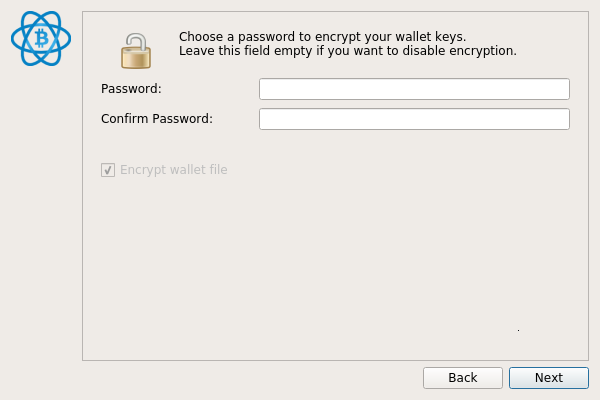 Choose a password to encrypt your wallet keys.
Leave this field empty if you want to disable encryption.
Password:
Confirm Password:
Encrypt wallet file
Back
Next